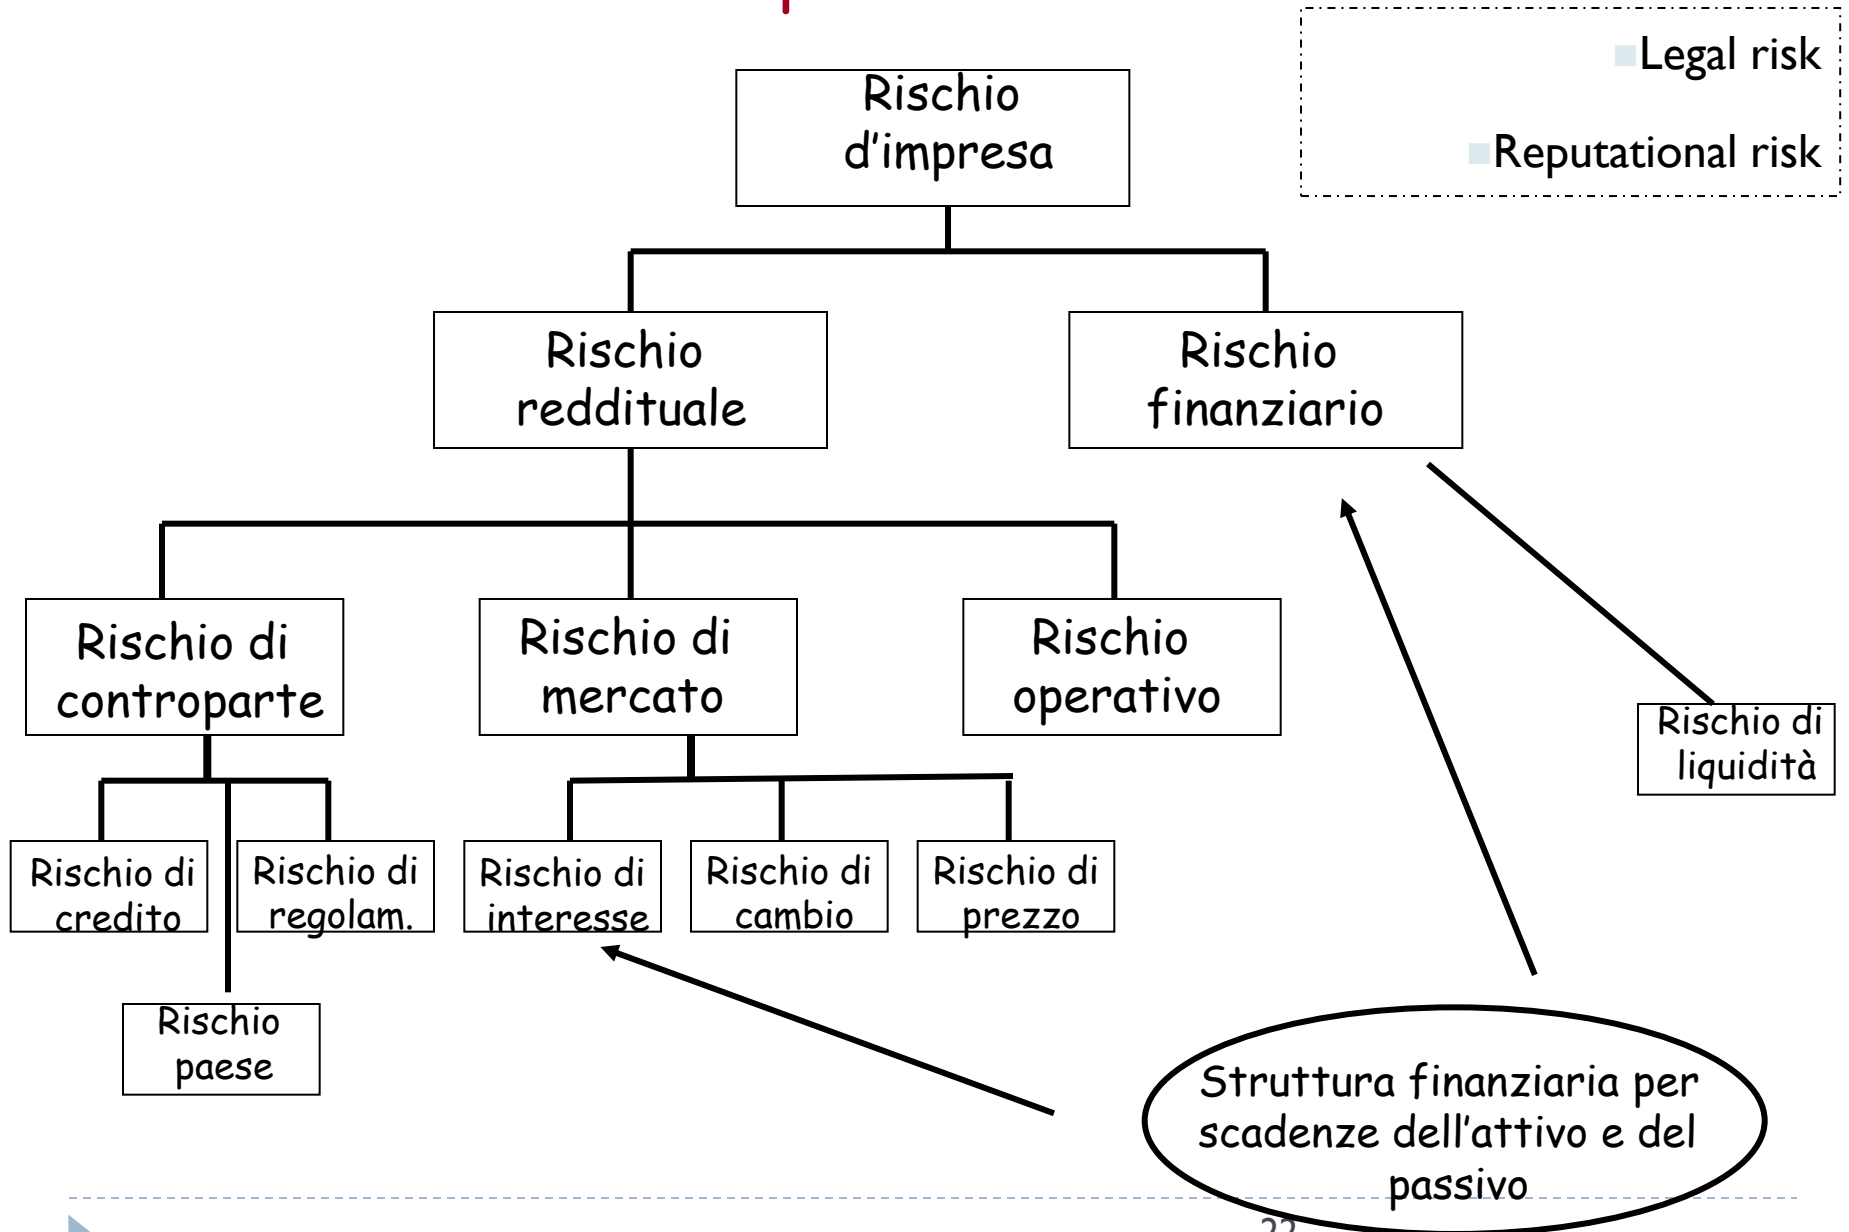 Legal risk
Reputational risk
Rischio
d'impresa
Rischio
reddituale
Rischio
finanziario
Rischio di
controparte
Rischio di
mercato
Rischio
operativo
Rischio di
liquidità
Rischio di
credito
Rischio di
regolam.
Rischio di
interesse
Rischio di
cambio
Rischio di
prezzo
Rischio
paese
Struttura finanziaria per
scadenze dell'attivo e del
passivo